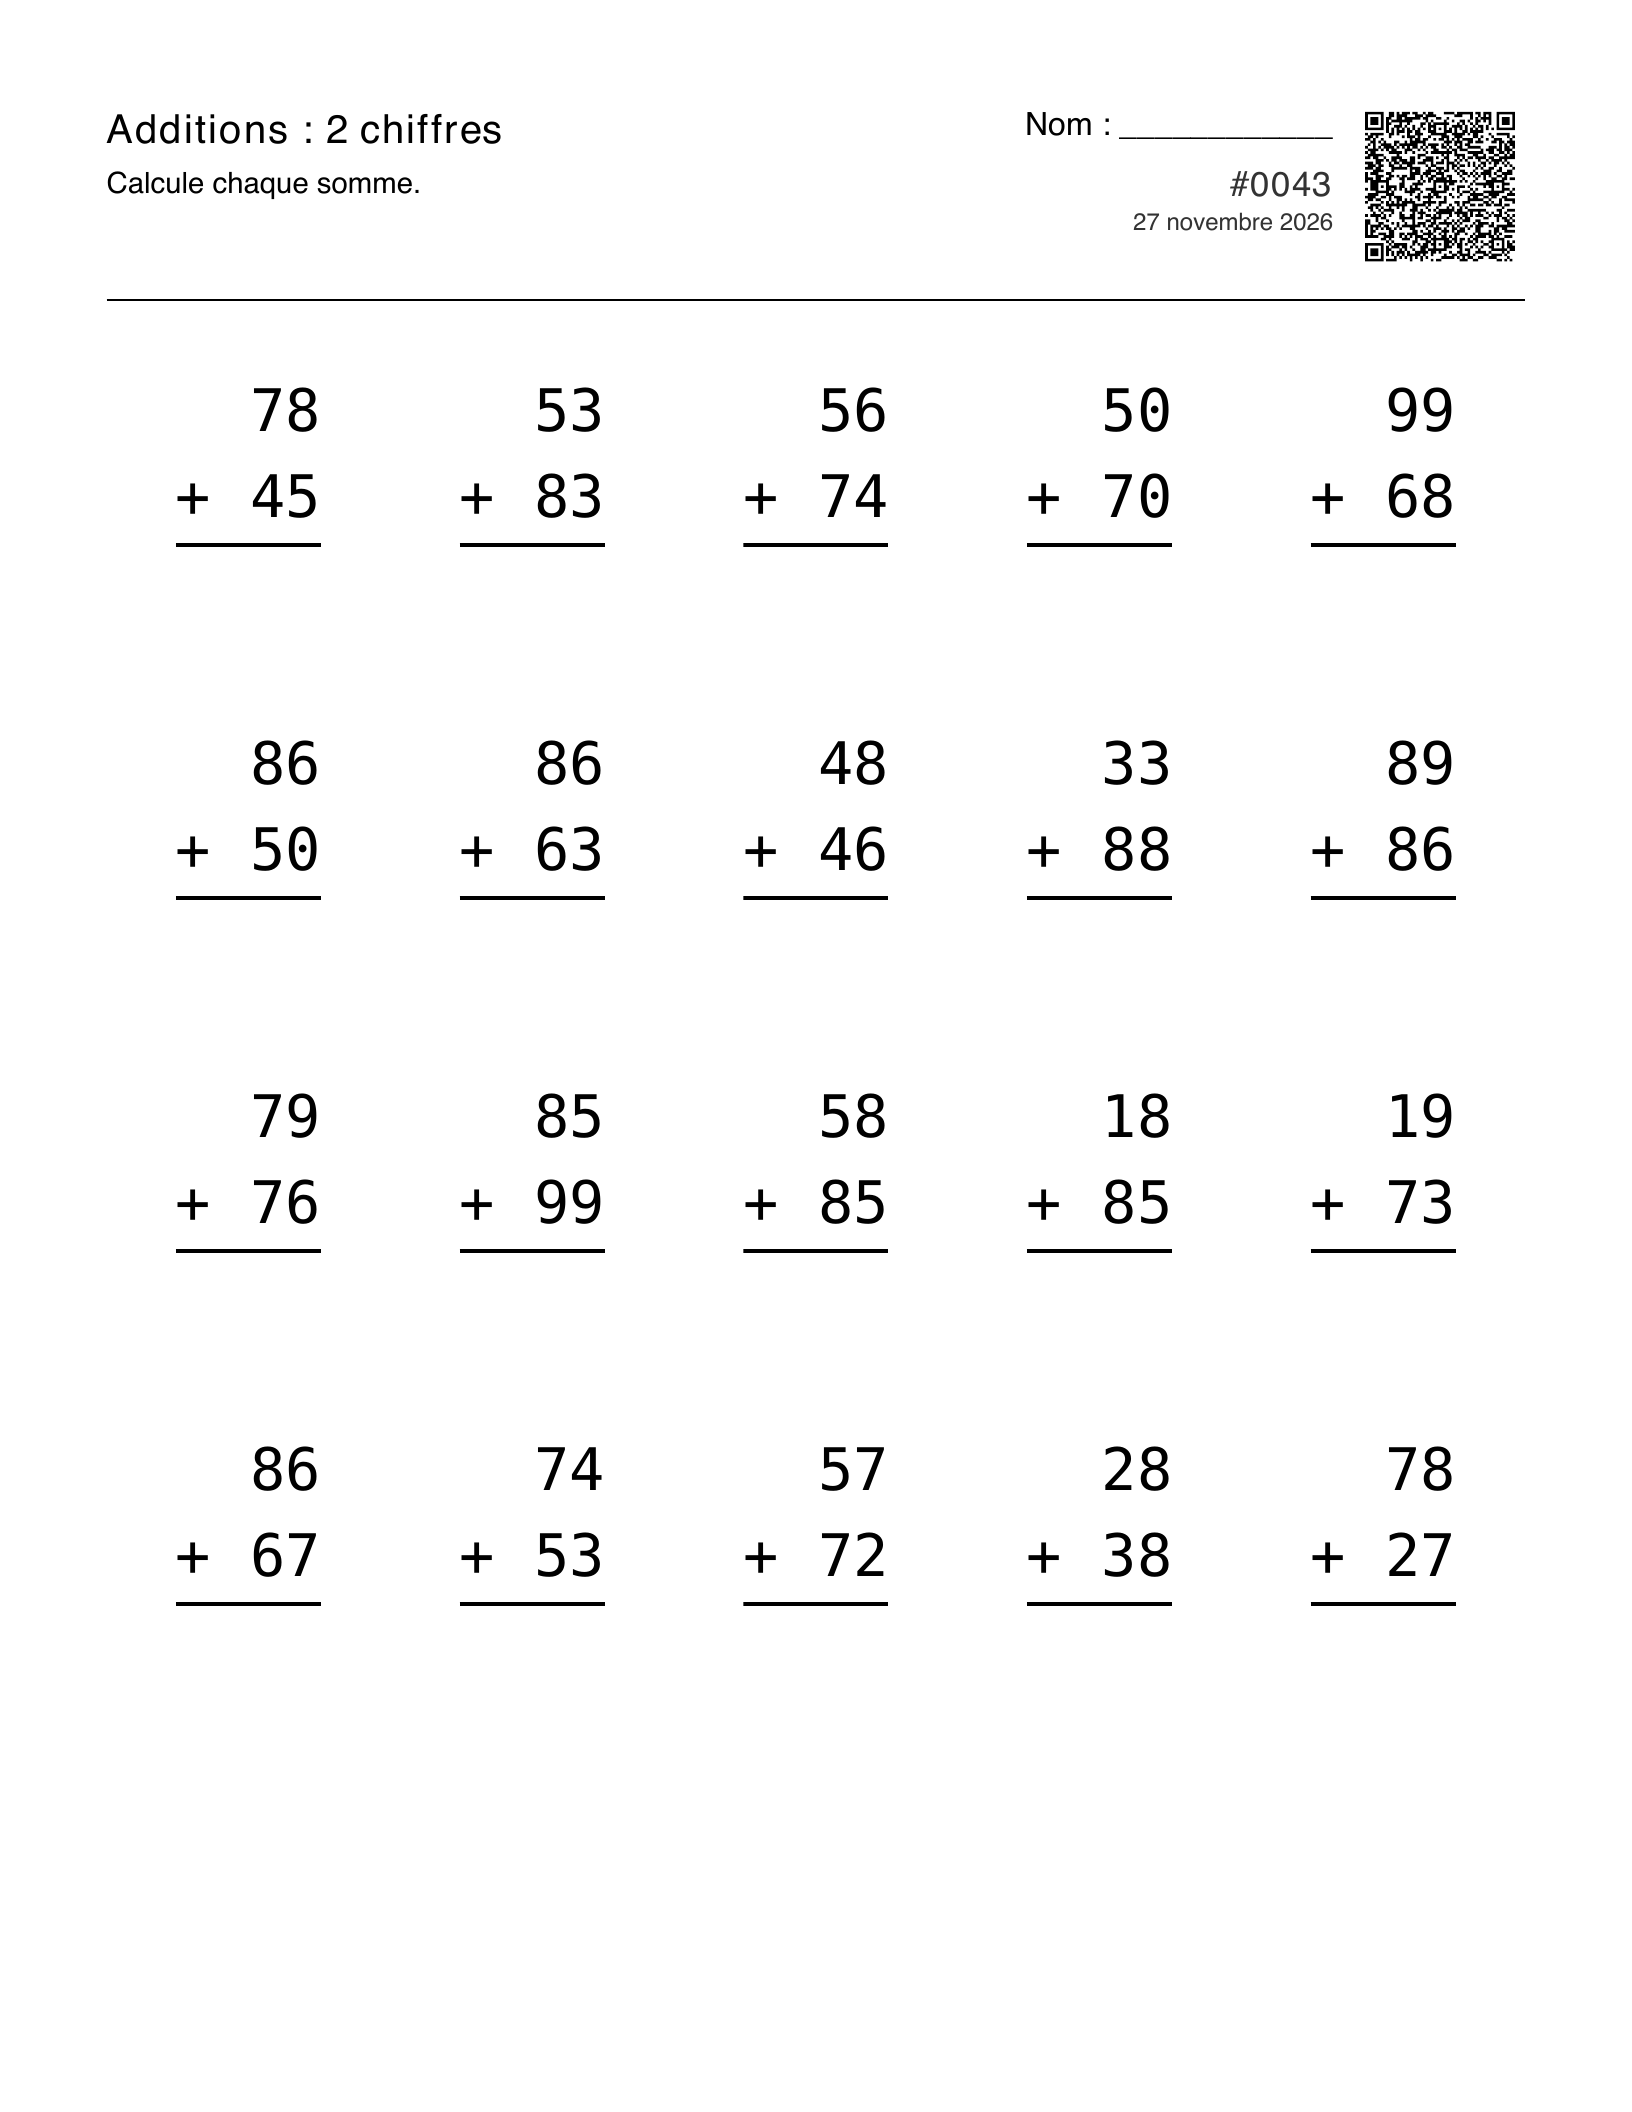 Additions : 2 chiffres
Calcule chaque somme.
Nom : ____________
#0043
27 novembre 2026
78 53 56 50 99
+ 45 + 83 + 74 + 70 + 68
86 86 48 33 89
+ 50 + 63 + 46 + 88 + 86
79 85 58 18 19
+ 76 + 99 + 85 + 85 + 73
86 74 57 28 78
+ 67 + 53 + 72 + 38 + 27